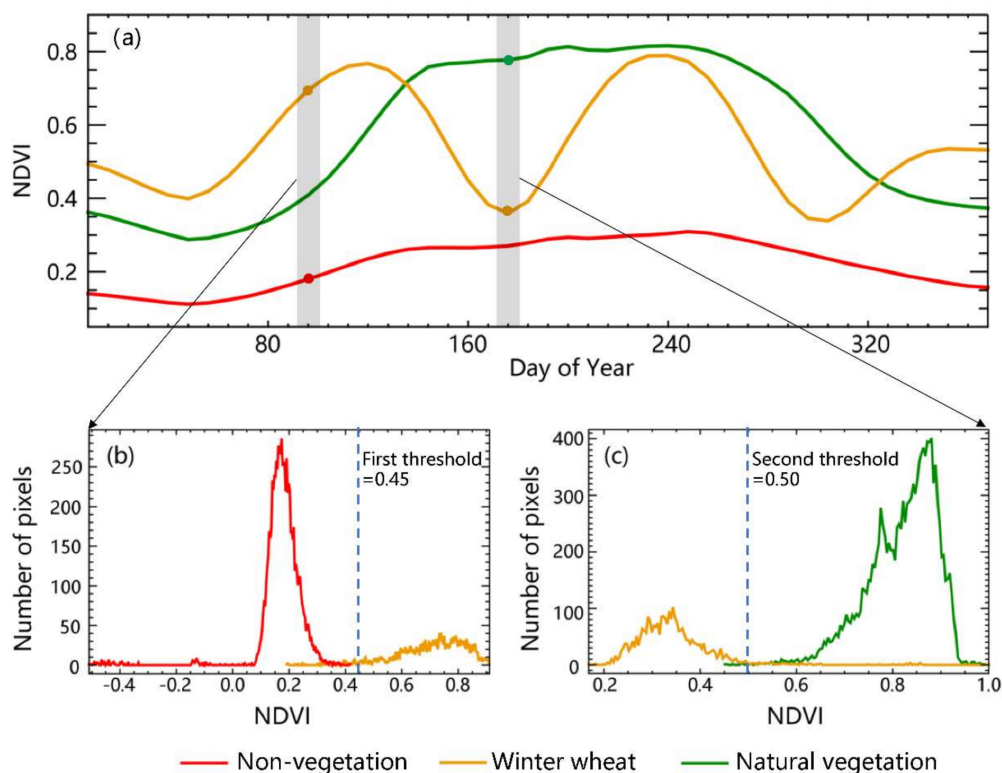 (a)
NDVI
0.8
0.6
0.4
0.2
80
160
240
320
Day of Year
(b)
First threshold
=0.45
Number of pixels
250
200
150
100
50
0
-0.4
-0.2
0.0
0.2
0.4
0.6
0.8
NDVI
(c)
Second threshold
=0.50
Number of pixels
400
300
200
100
0
0.2
0.4
0.6
0.8
1.0
NDVI
Non-vegetation
Winter wheat
Natural vegetation